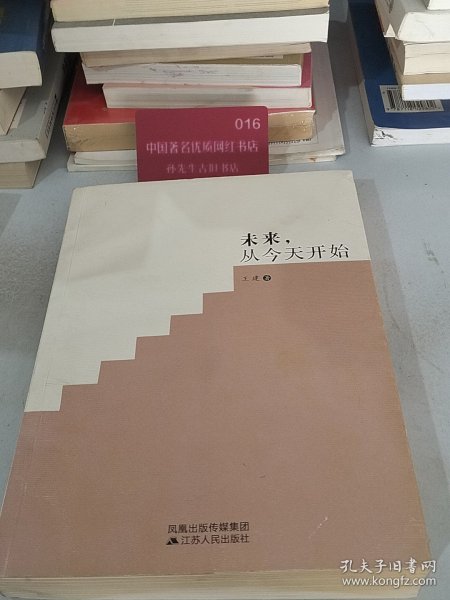 016
中国著名优质网红书店
孙先生古旧书店
未来，
从今天开始
王建 著
凤凰出版传媒集团
江苏人民出版社
孔夫子旧书网
www.kongfz.com